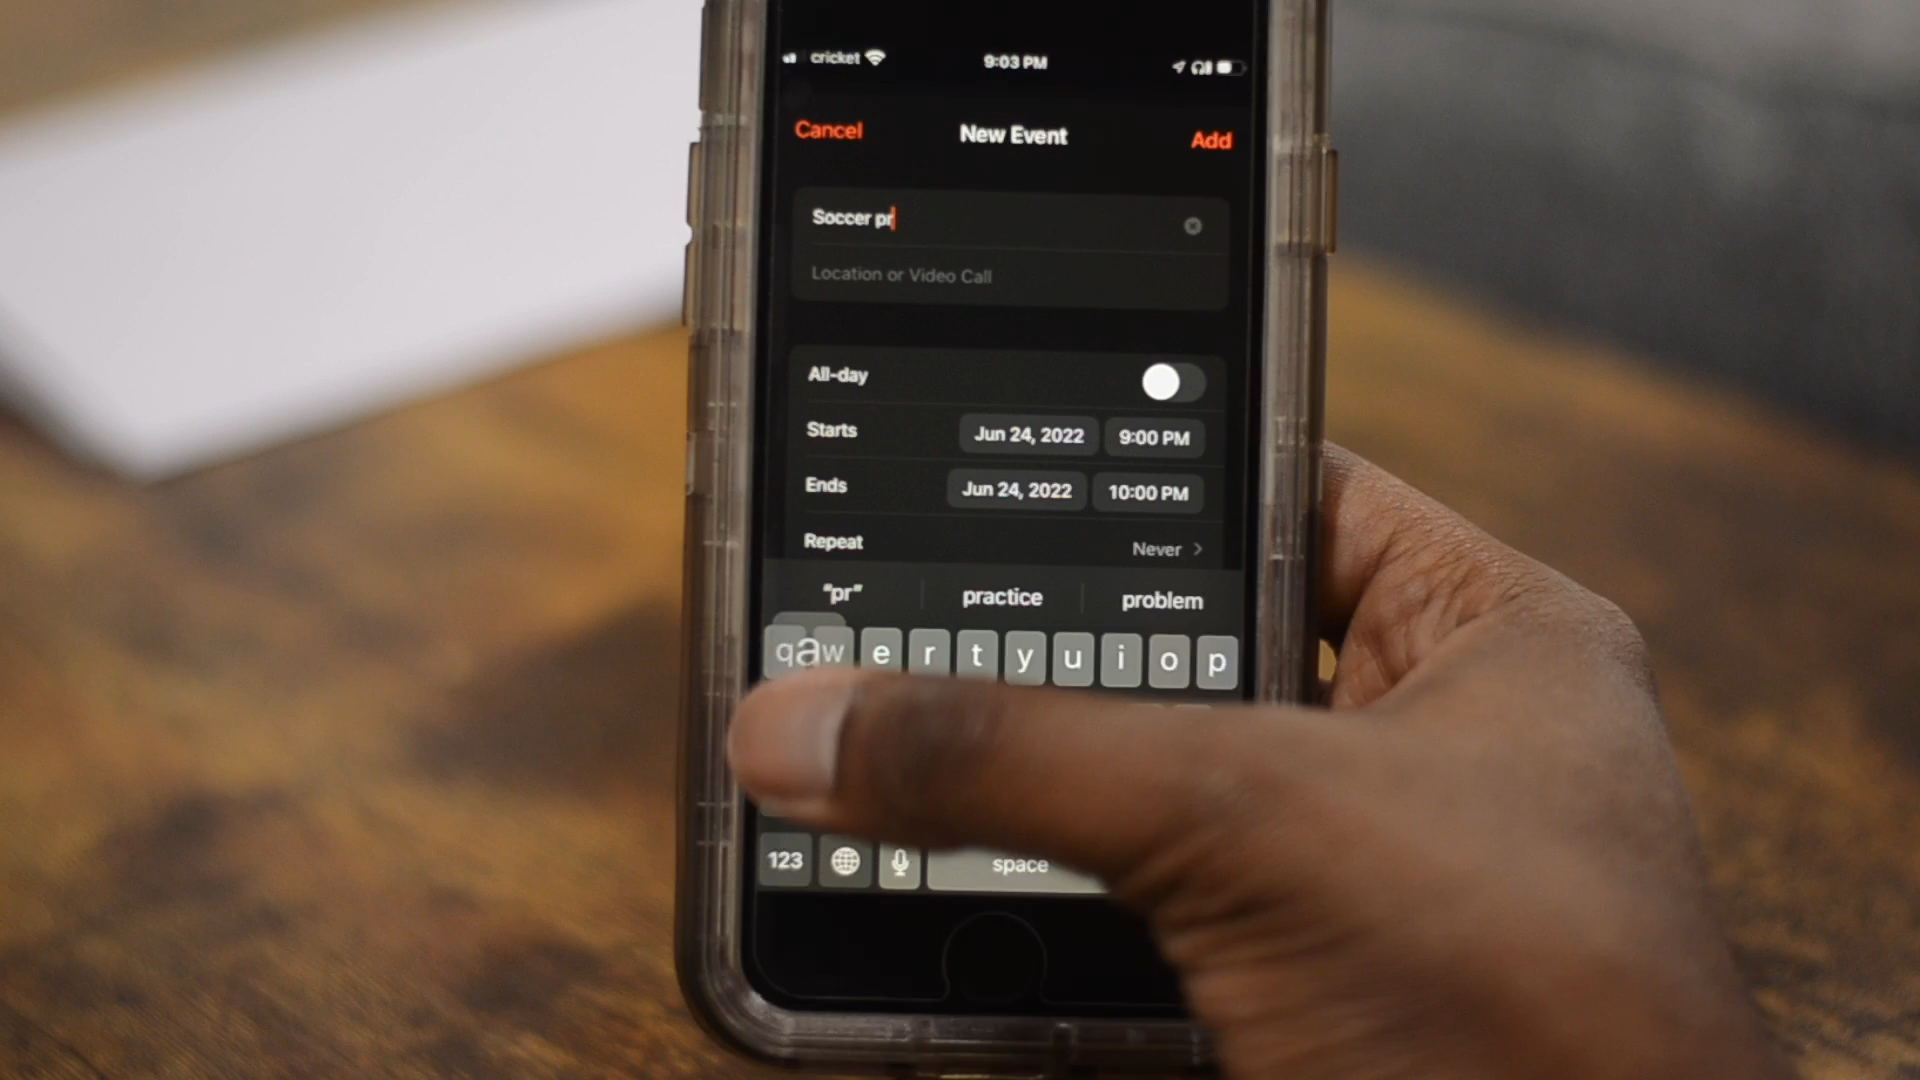 cricket 9:03 PM
Cancel New Event Add
Soccer pr
Location or Video Call
All-day
Starts Jun 24, 2022 9:00 PM
Ends Jun 24, 2022 10:00 PM
Repeat Never
"pr" practice problem
q a w e r t y u i o p
123 space